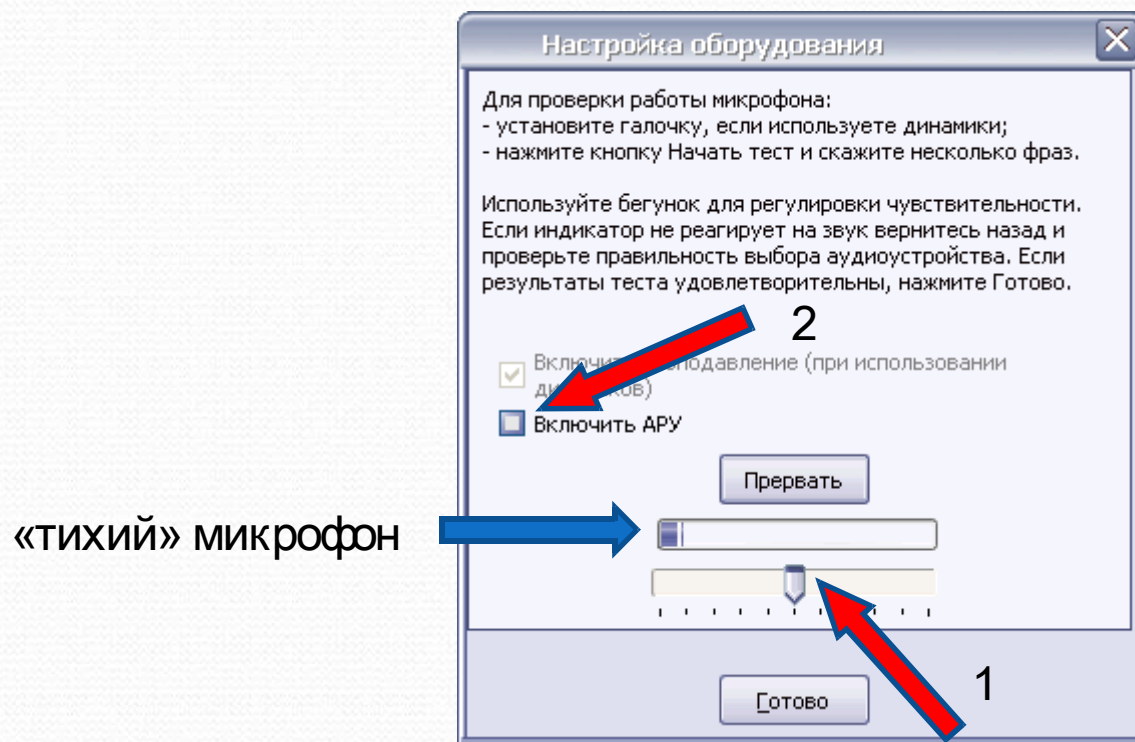 Настройка оборудования
Для проверки работы микрофона:
- установите галочку, если используете динамики;
- нажмите кнопку Начать тест и скажите несколько фраз.
Используйте бегунок для регулировки чувствительности.
Если индикатор не реагирует на звук вернитесь назад и
проверьте правильность выбора аудиоустройства. Если
результаты теста удовлетворительны, нажмите Готово.
2
(при использовании
Включить АРУ
Прервать
«тихий» микрофон
1
Готово